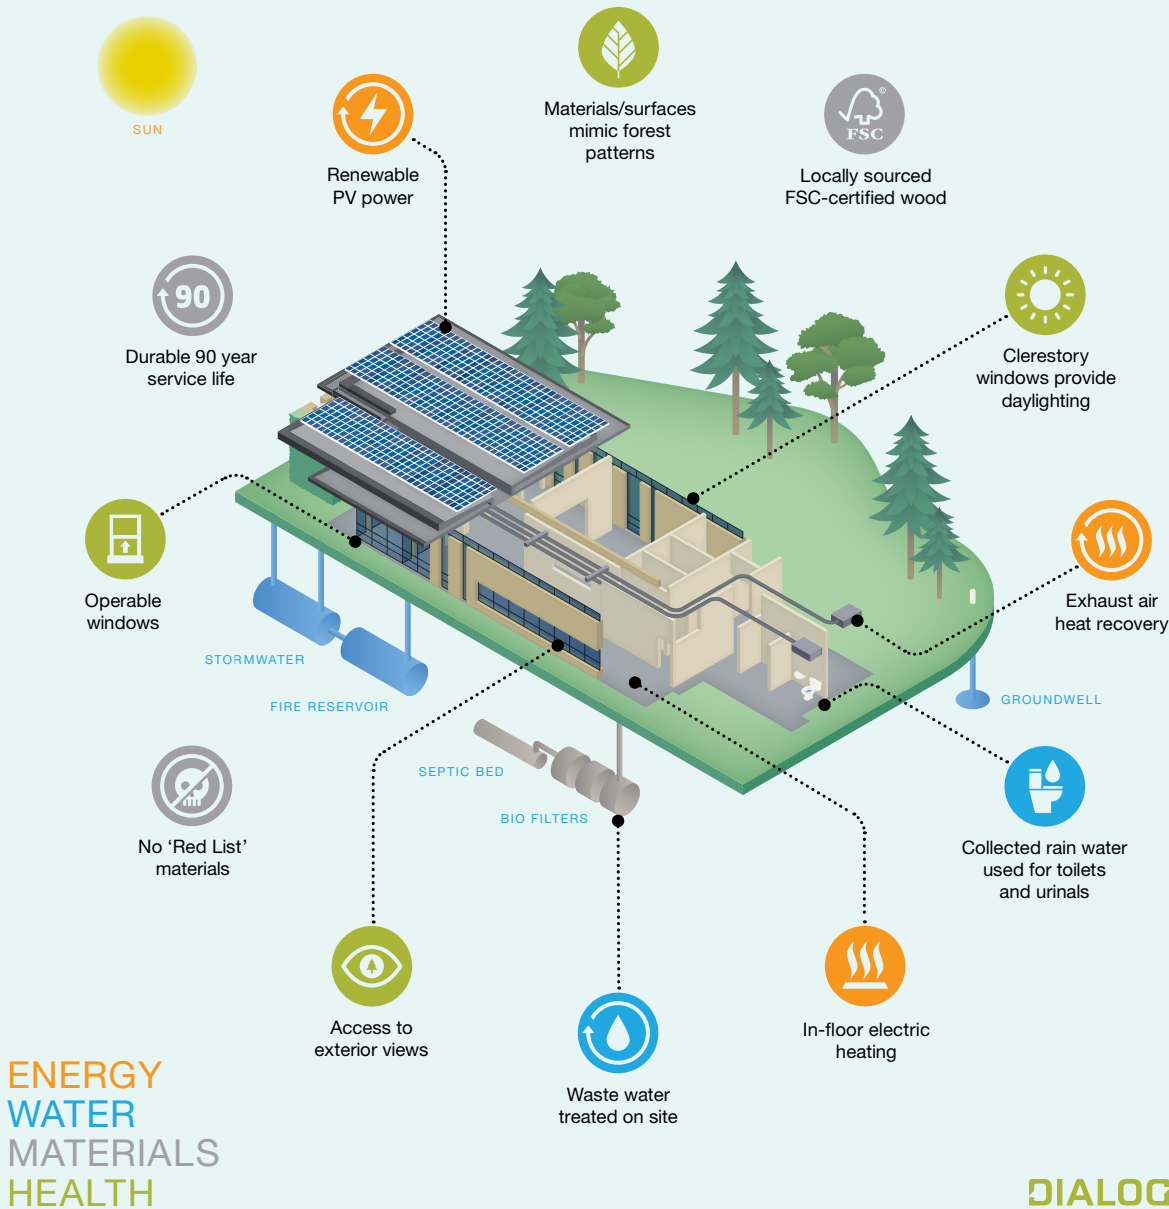 SUN
Renewable
PV power
Materials/surfaces
mimic forest
patterns
©
FSC
Locally sourced
FSC-certified wood
90
Durable 90 year
service life
Clerestory
windows provide
daylighting
Operable
windows
Exhaust air
heat recovery
STORMWATER
FIRE RESERVOIR
GROUNDWELL
SEPTIC BED
BIO FILTERS
No ‘Red List’
materials
Collected rain water
used for toilets
and urinals
Access to
exterior views
In-floor electric
heating
Waste water
treated on site
ENERGY
WATER
MATERIALS
HEALTH
DIALOG